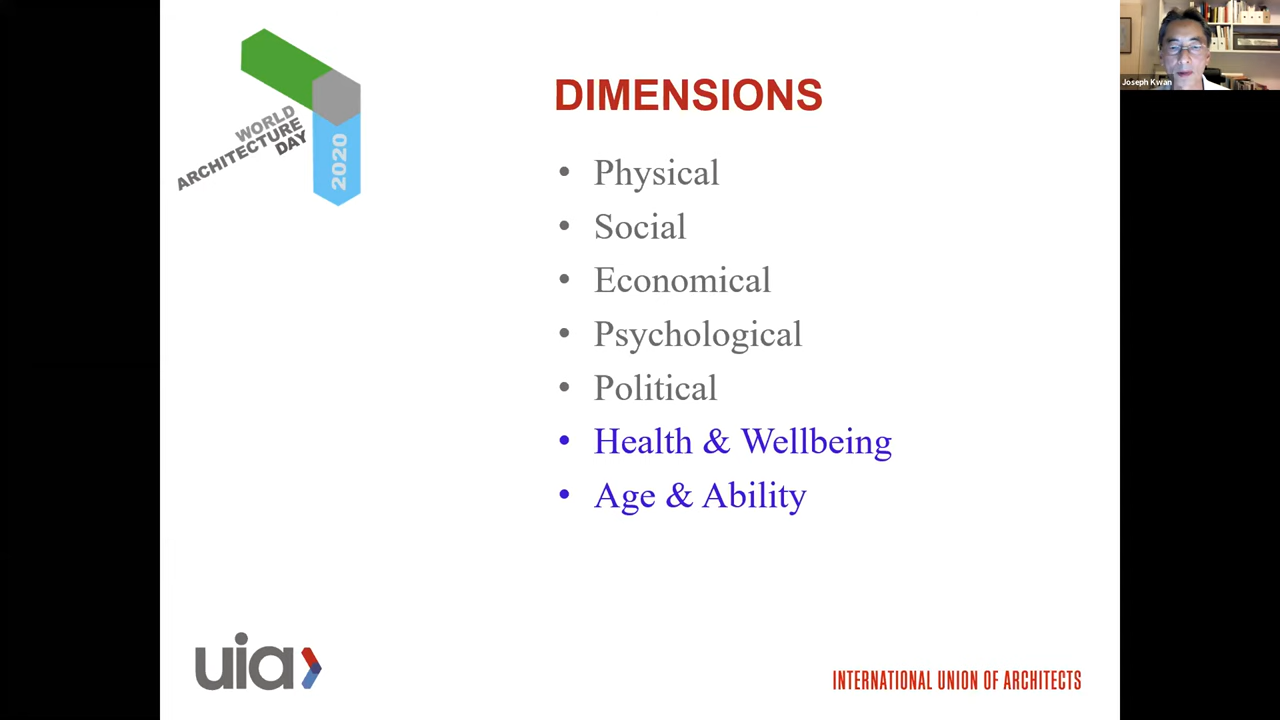 WORLD
ARCHITECTURE
DAY
2020
DIMENSIONS
• Physical
• Social
• Economical
• Psychological
• Political
• Health & Wellbeing
• Age & Ability
uia
INTERNATIONAL UNION OF ARCHITECTS
Joseph Kwan